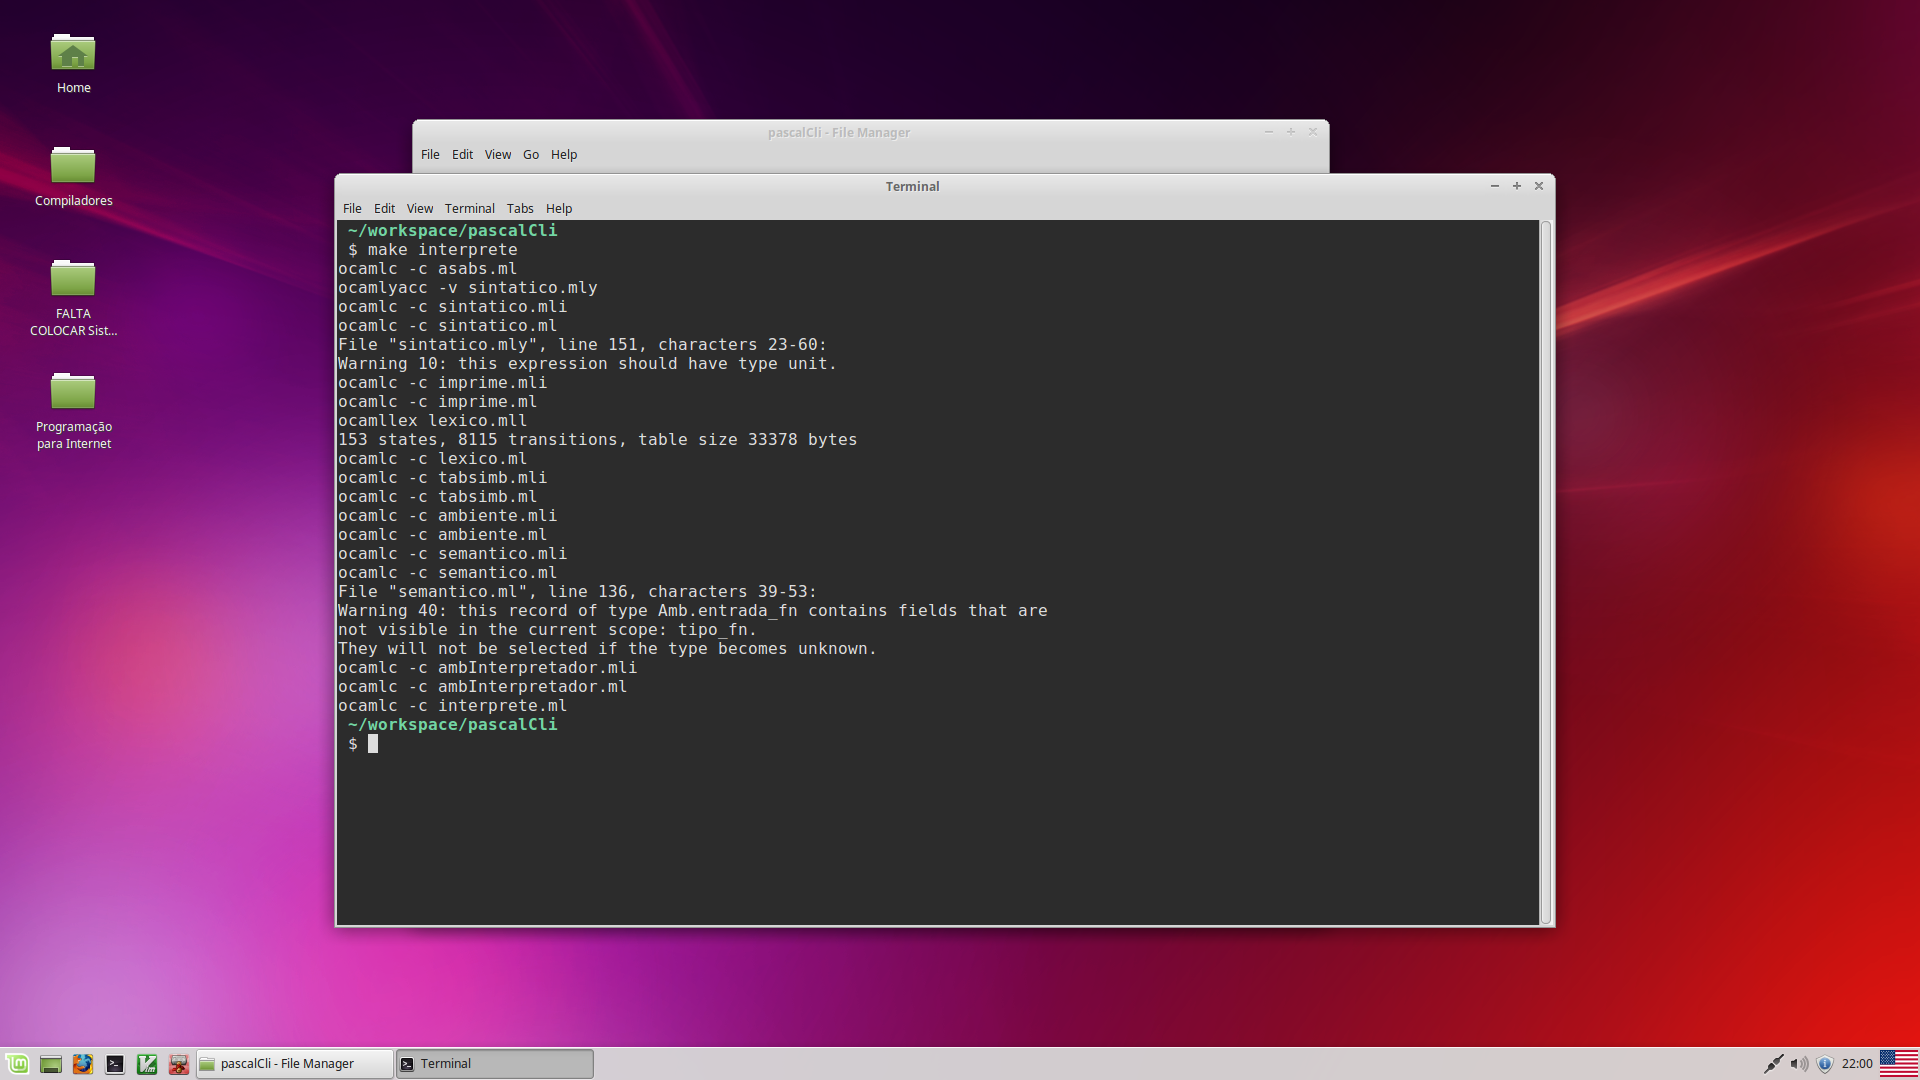 Home
Compiladores
FALTA
COLOCAR Sist...
Programação
para Internet
pascalCli - File Manager
File Edit View Go Help
Terminal
File Edit View Terminal Tabs Help
~/workspace/pascalCli
$ make interprete
ocamlc -c asabs.ml
ocamlyacc -v sintatico.mly
ocamlc -c sintatico.mli
ocamlc -c sintatico.ml
File "sintatico.mly", line 151, characters 23-60:
Warning 10: this expression should have type unit.
ocamlc -c imprime.mli
ocamlc -c imprime.ml
ocamllex lexico.mll
153 states, 8115 transitions, table size 33378 bytes
ocamlc -c lexico.ml
ocamlc -c tabsimb.mli
ocamlc -c tabsimb.ml
ocamlc -c ambiente.mli
ocamlc -c ambiente.ml
ocamlc -c semantico.mli
ocamlc -c semantico.ml
File "semantico.ml", line 136, characters 39-53:
Warning 40: this record of type Amb.entrada_fn contains fields that are
not visible in the current scope: tipo_fn.
They will not be selected if the type becomes unknown.
ocamlc -c ambInterpretador.mli
ocamlc -c ambInterpretador.ml
ocamlc -c interprete.ml
~/workspace/pascalCli
$
pascalCli - File Manager
Terminal
22:00